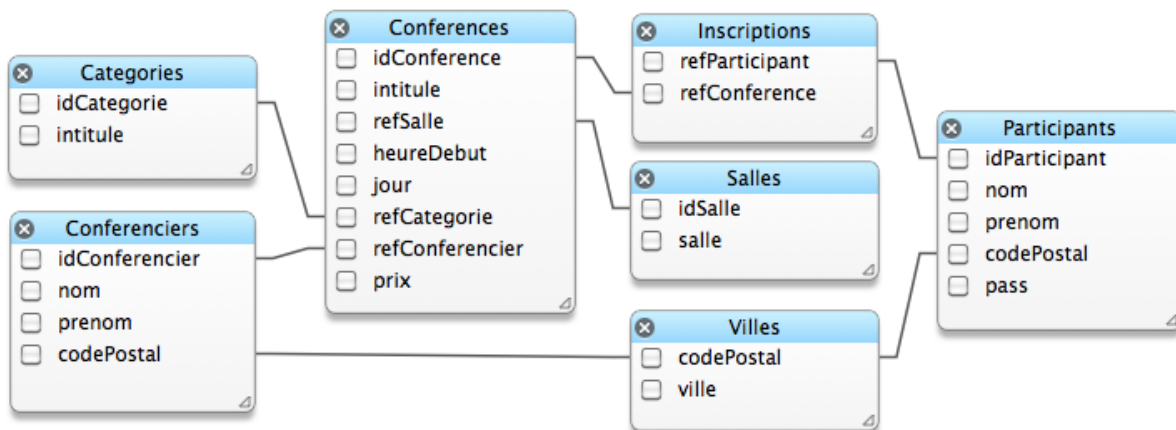 Categories
idCategorie
intitule
Conferenciers
idConferencier
nom
prenom
codePostal
Conferences
idConference
intitule
refSalle
heureDebut
jour
refCategorie
refConferencier
prix
Inscriptions
refParticipant
refConference
Salles
idSalle
salle
Villes
codePostal
ville
Participants
idParticipant
nom
prenom
codePostal
pass